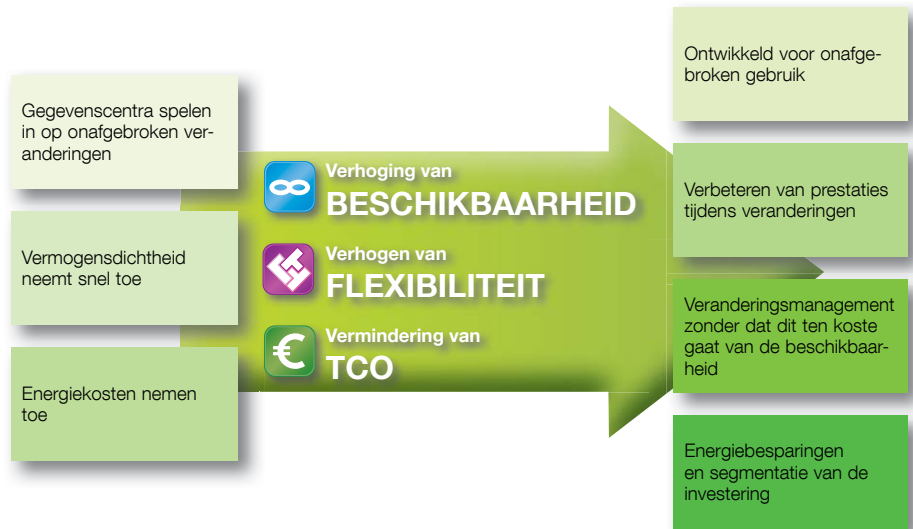 Gegevenscentra spelen
in op onafgebroken ver-
anderingen
Vermogensdichtheid
neemt snel toe
Energiekosten nemen
toe
Verhoging van
BESCHIKBAARHEID
Verhogen van
FLEXIBILITEIT
€
Vermindering van
TCO
Ontwikkeld voor onafge-
broken gebruik
Verbeteren van prestaties
tijdens veranderingen
Veranderingsmanagement
zonder dat dit ten koste
gaat van de beschikbaar-
heid
Energiebesparingen
en segmentatie van de
investering